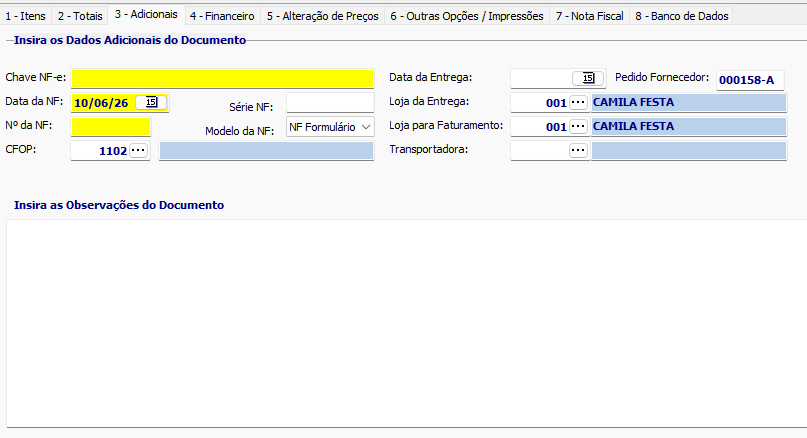 1 - Itens 2 - Totais 3 - Adicionais 4 - Financeiro 5 - Alteração de Preços 6 - Outras Opções / Impressões 7 - Nota Fiscal 8 - Banco de Dados
Insira os Dados Adicionais do Documento
Chave NF-e: Data da Entrega: 15 Pedido Fornecedor: 000158-A
Data da NF: 10/06/26 15 Série NF: Loja da Entrega: 001 ... CAMILA FESTA
Nº da NF: Modelo da NF: NF Formulário Loja para Faturamento: 001 ... CAMILA FESTA
CFOP: 1102 ... Transportadora: ...
Insira as Observações do Documento